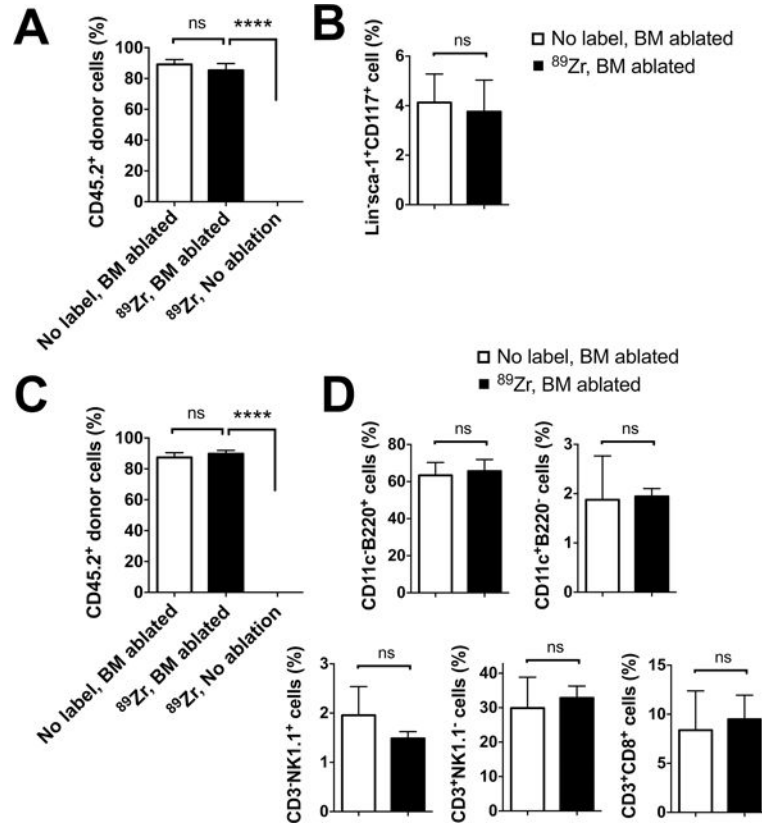 A
ns
****
CD45.2⁺ donor cells (%)
100
80
60
40
20
0
No label, BM ablated
⁸⁹Zr, BM ablated
⁸⁹Zr, No ablation
B
ns
Lin⁻sca-1⁺CD117⁺ cell (%)
6
4
2
0
No label, BM ablated
⁸⁹Zr, BM ablated
C
ns
****
CD45.2⁺ donor cells (%)
100
80
60
40
20
0
No label, BM ablated
⁸⁹Zr, BM ablated
⁸⁹Zr, No ablation
No label, BM ablated
⁸⁹Zr, BM ablated
D
ns
CD11c⁻B220⁺ cells (%)
80
60
40
20
0
ns
CD11c⁺B220⁻ cells (%)
3
2
1
0
ns
CD3⁻NK1.1⁺ cells (%)
3
2
1
0
ns
CD3⁺NK1.1⁻ cells (%)
40
30
20
10
0
ns
CD3⁺CD8⁺ cells (%)
15
10
5
0